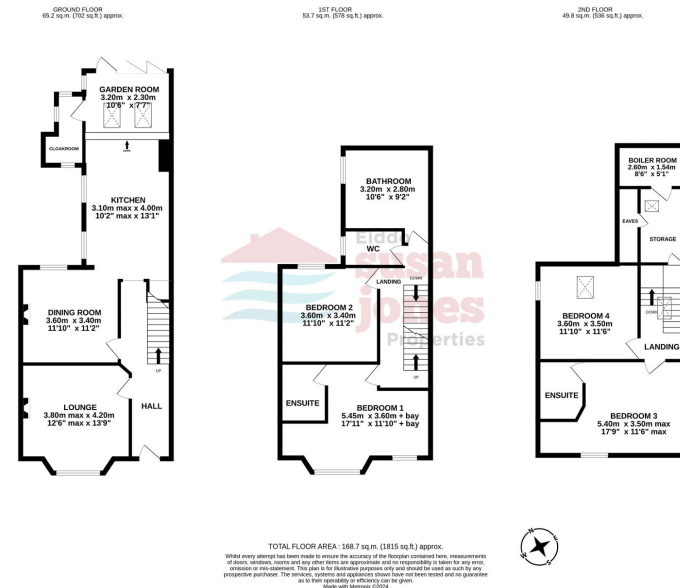 GROUND FLOOR
65.2 sq.m. (702 sq.ft.) approx.
GARDEN ROOM
3.20m x 2.30m
10'6" x 7'7"
CLOAKROOM
KITCHEN
3.10m max x 4.00m
10'2" max x 13'1"
DINING ROOM
3.60m x 3.40m
11'10" x 11'2"
UP
LOUNGE
3.80m max x 4.20m
12'6" max x 13'9"
HALL
1ST FLOOR
53.7 sq.m. (578 sq.ft.) approx.
BATHROOM
3.20m x 2.80m
10'6" x 9'2"
WC
DOWN
LANDING
BEDROOM 2
3.60m x 3.40m
11'10" x 11'2"
UP
ENSUITE
BEDROOM 1
5.45m x 3.60m + bay
17'11" x 11'10" + bay
susan
jones
Properties
2ND FLOOR
49.8 sq.m. (536 sq.ft.) approx.
BOILER ROOM
2.60m x 1.54m
8'6" x 5'1"
EAVES
STORAGE
BEDROOM 4
3.60m x 3.50m
11'10" x 11'6"
DOWN
LANDING
ENSUITE
BEDROOM 3
5.40m x 3.50m max
17'9" x 11'6" max
TOTAL FLOOR AREA : 168.7 sq.m. (1815 sq.ft.) approx.
Whilst every attempt has been made to ensure the accuracy of the floorplan contained here, measurements
of doors, windows, rooms and any other items are approximate and no responsibility is taken for any error,
omission or mis-statement. This plan is for illustrative purposes only and should be used as such by any
prospective purchaser. The services, systems and appliances shown have not been tested and no guarantee
as to their operability or efficiency can be given.
Made with Metropix ©2024
N
E
S
W